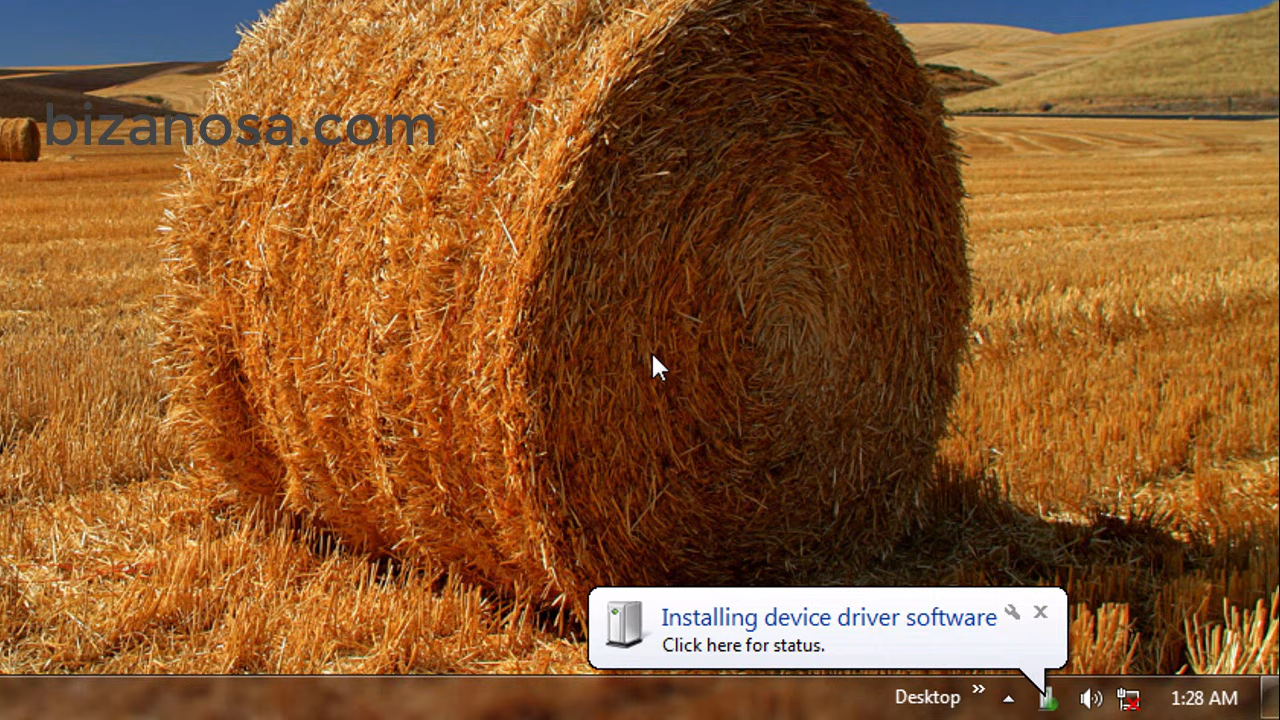 bizanosa.com
Installing device driver software
Click here for status.
Desktop
1:28 AM